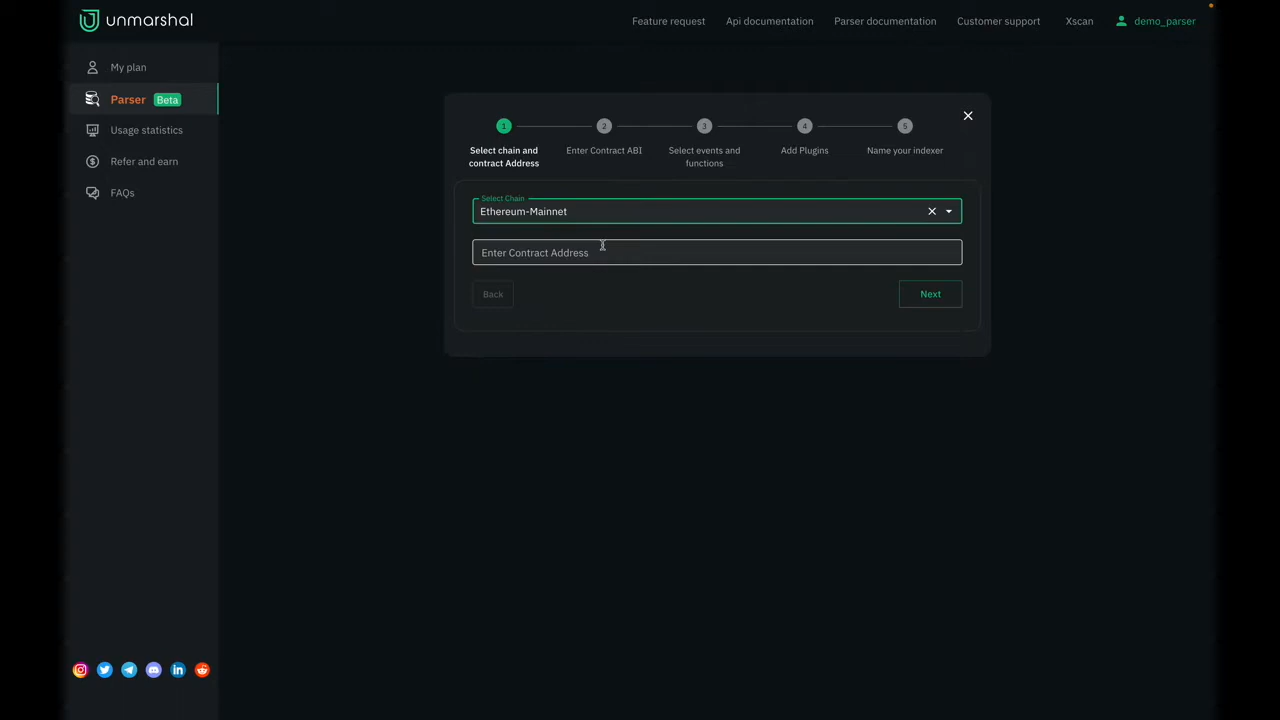 unmarshal
Feature request
Api documentation
Parser documentation
Customer support
Xscan
demo_parser
My plan
Parser Beta
Usage statistics
Refer and earn
FAQs
1
2
3
4
5
Select chain and
contract Address
Enter Contract ABI
Select events and
functions
Add Plugins
Name your indexer
Select Chain
Ethereum-Mainnet
Enter Contract Address
Back
Next